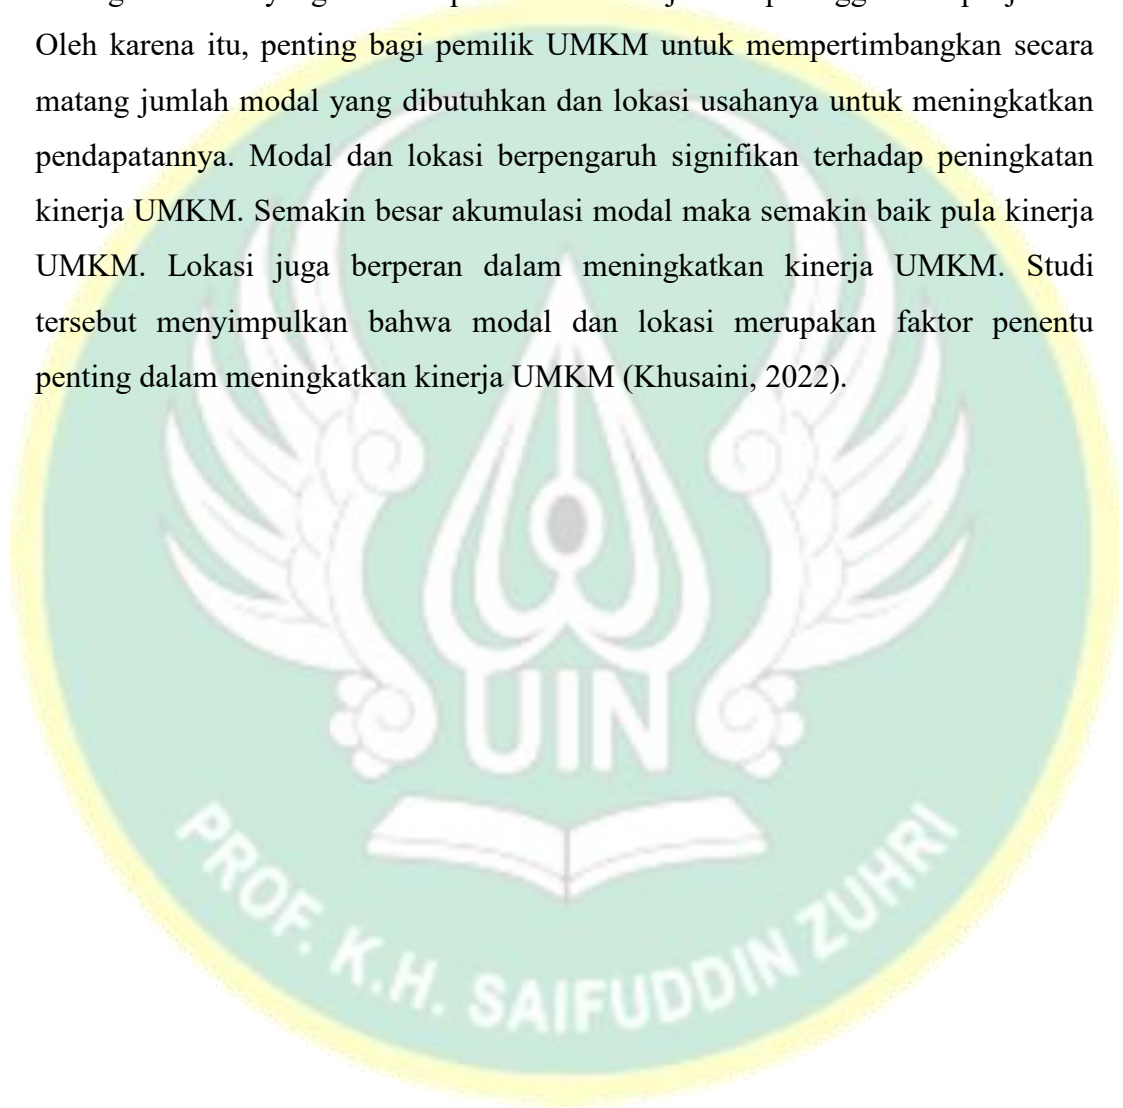 Oleh karena itu, penting bagi pemilik UMKM untuk mempertimbangkan secara
matang jumlah modal yang dibutuhkan dan lokasi usahanya untuk meningkatkan
pendapatannya. Modal dan lokasi berpengaruh signifikan terhadap peningkatan
kinerja UMKM. Semakin besar akumulasi modal maka semakin baik pula kinerja
UMKM. Lokasi juga berperan dalam meningkatkan kinerja UMKM. Studi
tersebut menyimpulkan bahwa modal dan lokasi merupakan faktor penentu
penting dalam meningkatkan kinerja UMKM (Khusaini, 2022).
UIN
PROF. K.H. SAIFUDDIN ZUHRI